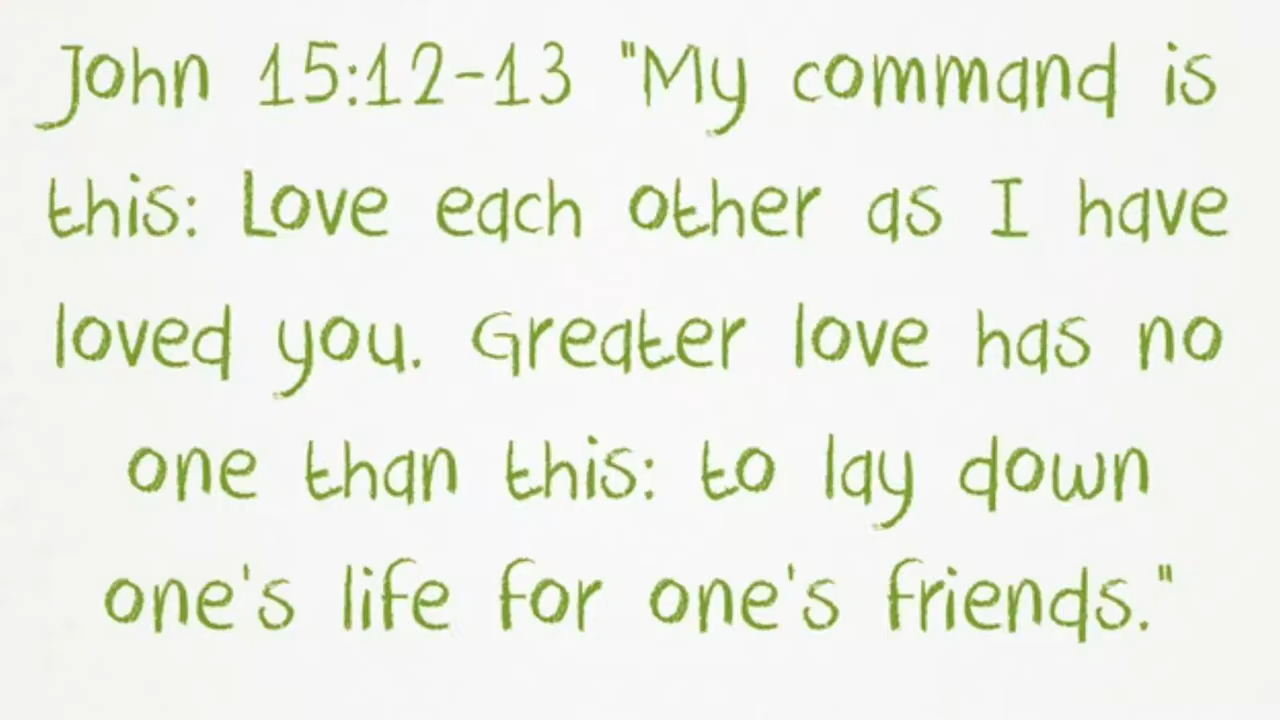 John 15:12-13 "My command is
this: Love each other as I have
loved you. Greater love has no
one than this: to lay down
one's life for one's friends."